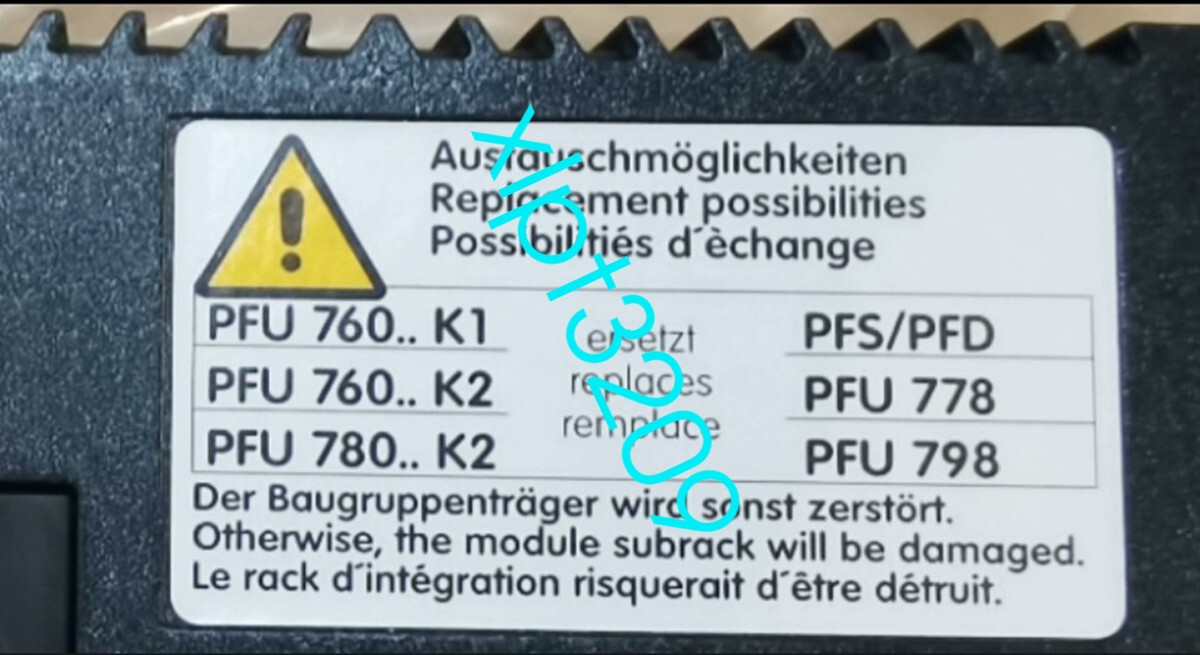 Austauschmöglichkeiten
Replacement possibilities
Possibilitiés d´èchange
PFU 760.. K1 ersetzt PFS/PFD
PFU 760.. K2 replaces PFU 778
PFU 780.. K2 remplace PFU 798
Der Baugruppenträger wird sonst zerstört.
Otherwise, the module subrack will be damaged.
Le rack d´intégration risquerait d´être détruit.
xlpt3209